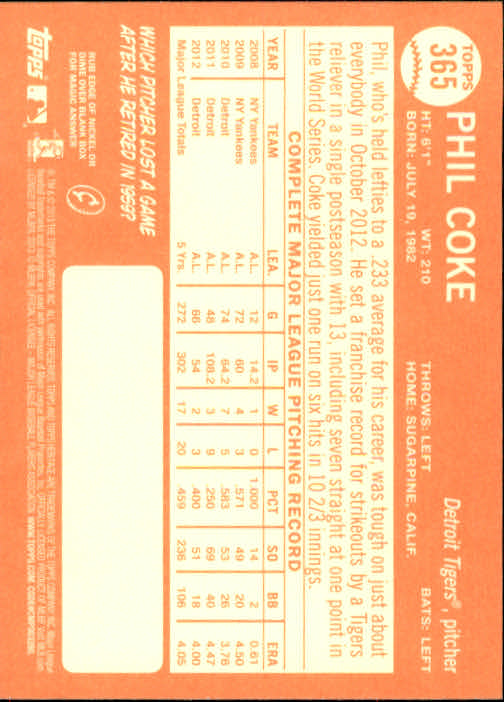 TOPPS
365
PHIL COKE
Detroit Tigers®, pitcher
HT: 6'1" WT: 210 THROWS: LEFT BATS: LEFT
BORN: JULY 19, 1982 HOME: SUGARPINE, CALIF.
Phil, who's held lefties to a .233 average for his career, was tough on just about
everybody in October 2012. He set a franchise record for strikeouts by a Tigers
reliever in a single postseason with 13, including seven straight at one point in
the World Series. Coke yielded just one run on six hits in 10 2/3 innings.
COMPLETE MAJOR LEAGUE PITCHING RECORD
YEAR TEAM LEA. G IP W L PCT SO BB ERA
2008 NY Yankees A.L. 12 14.2 1 0 1.000 14 2 0.61
2009 NY Yankees A.L. 72 60 4 3 .571 49 20 4.50
2010 Detroit A.L. 74 64.2 7 5 .583 53 26 3.76
2011 Detroit A.L. 48 108.2 3 9 .250 69 40 4.47
2012 Detroit A.L. 66 54 2 3 .400 51 18 4.00
Major League Totals 5 Yrs. 272 302 17 20 .459 236 106 4.05
WHICH PITCHER LOST A GAME
AFTER HE RETIRED IN 1959?
RUB EDGE OF NICKEL OR
DIME OVER BLANK BOX
FOR MAGIC ANSWER
TOPPS